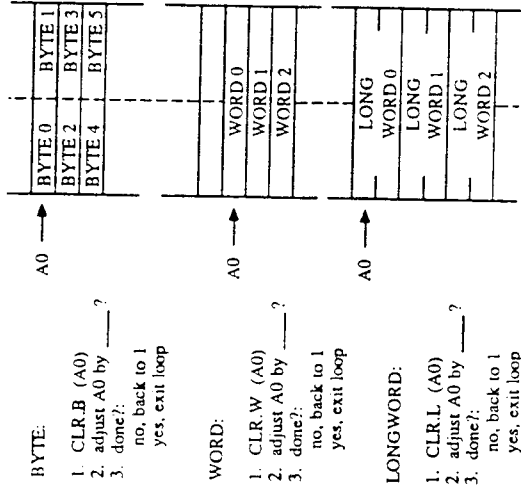 BYTE:
1. CLR.B (A0)
2. adjust A0 by ____?
3. done?:
no, back to 1
yes, exit loop
A0
BYTE 0 BYTE 1
BYTE 2 BYTE 3
BYTE 4 BYTE 5
WORD:
1. CLR.W (A0)
2. adjust A0 by ____?
3. done?:
no, back to 1
yes, exit loop
A0
WORD 0
WORD 1
WORD 2
LONGWORD:
1. CLR.L (A0)
2. adjust A0 by ____?
3. done?:
no, back to 1
yes, exit loop
A0
LONG
WORD 0
LONG
WORD 1
LONG
WORD 2